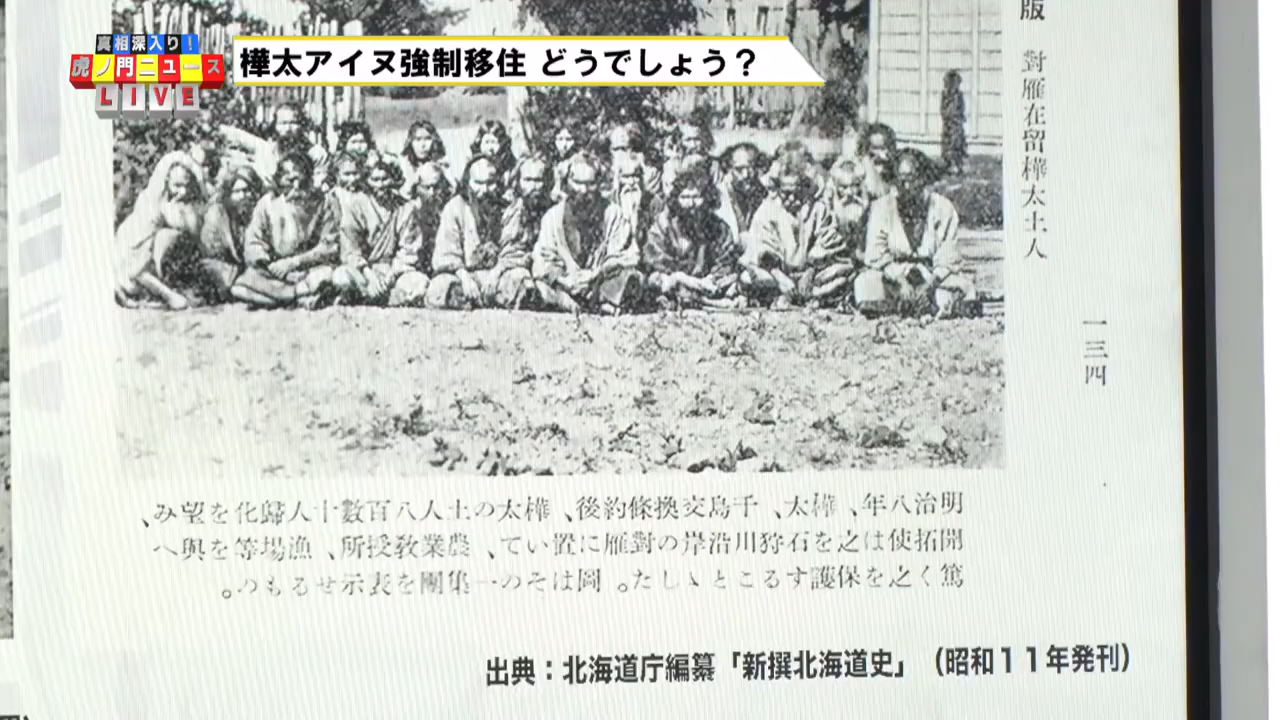 真相深入り！
虎ノ門ニュース
LIVE
樺太アイヌ強制移住 どうでしょう？
版
對雁在留樺太土人
一三四
明治八年、樺太、千島交換條約後、樺太の土人八百數十人歸化を望み、
開拓使は之を石狩川沿岸の對雁に置いて、農業教授所、漁場等を與へ
篤く之を保護することゝした。圖はその一集團を表示せるもの。
出典：北海道庁編纂「新撰北海道史」（昭和１１年発刊）